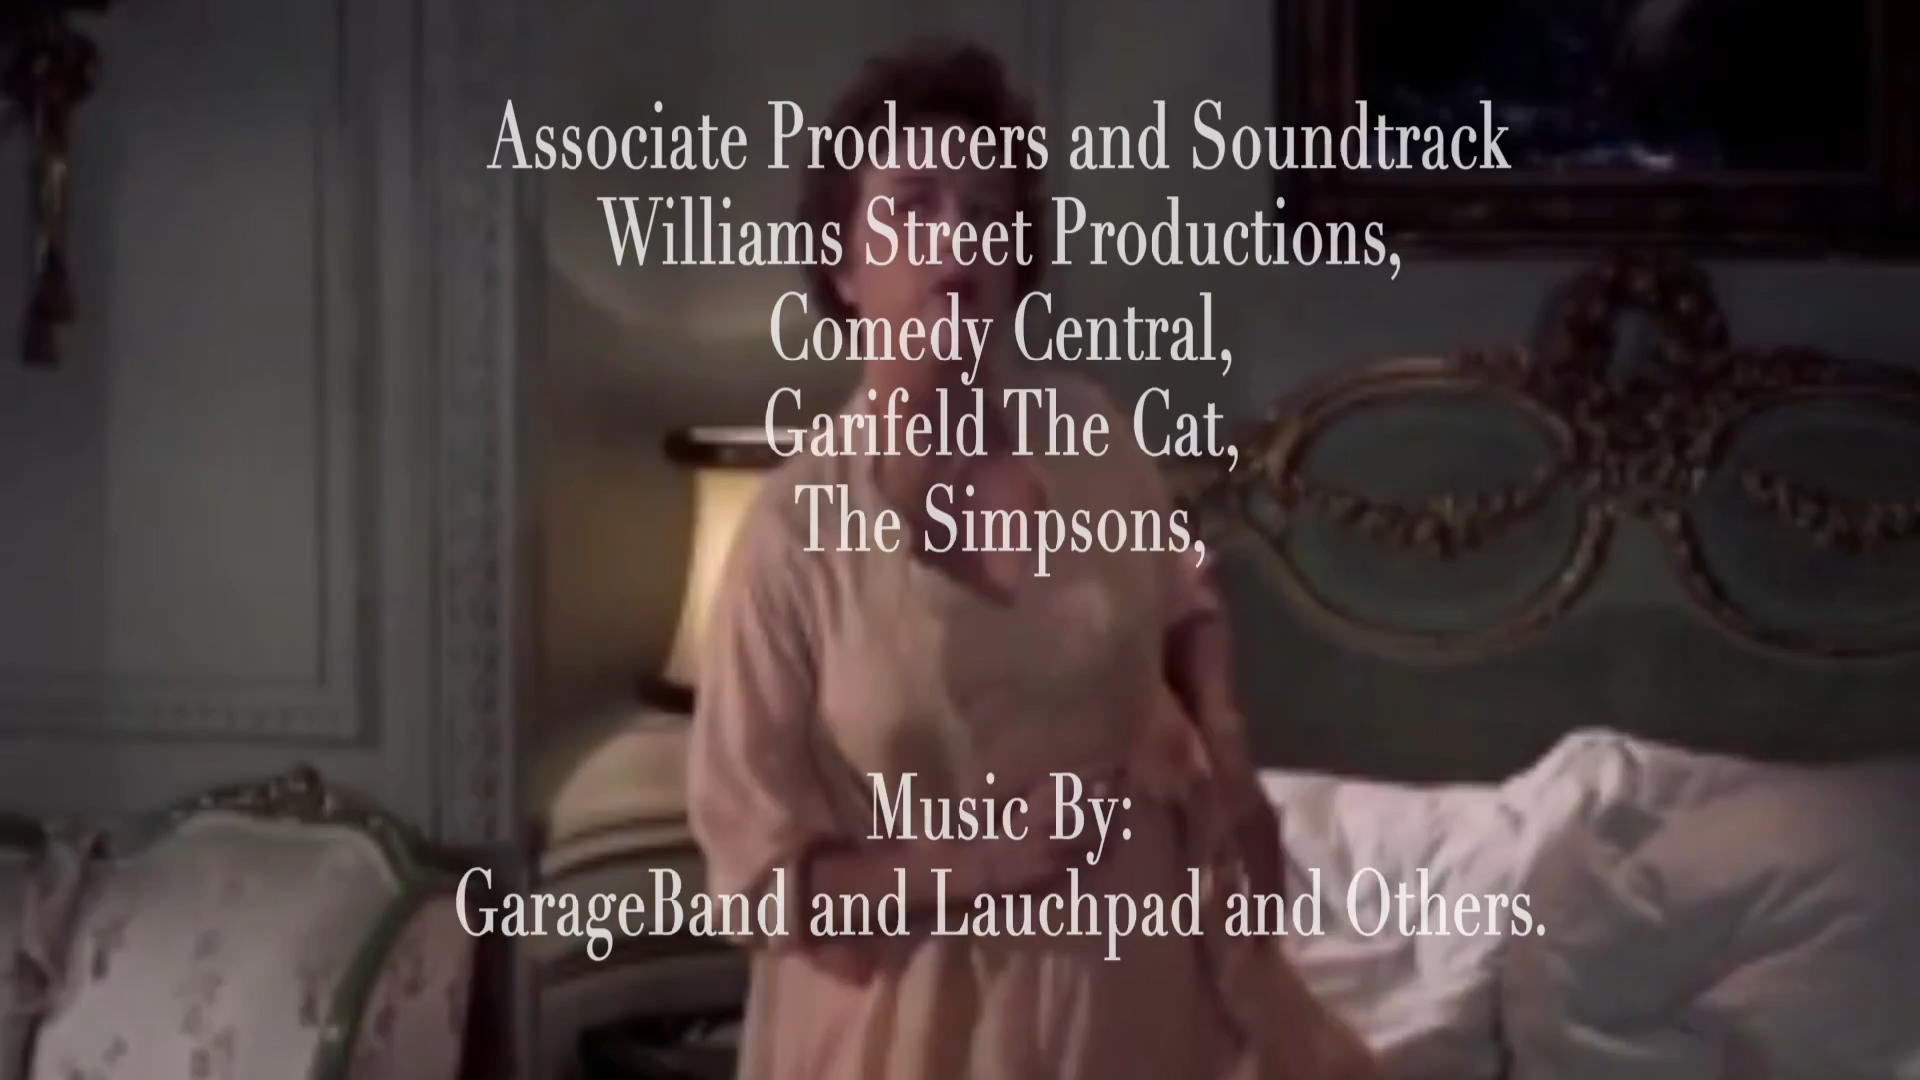 Associate Producers and Soundtrack
Williams Street Productions,
Comedy Central,
Garifeld The Cat,
The Simpsons,
Music By:
GarageBand and Lauchpad and Others.